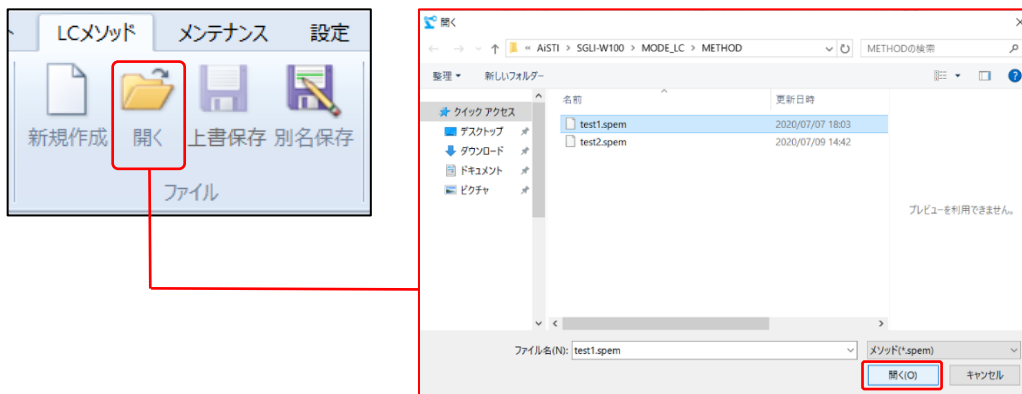 LCメソッド メンテナンス 設定
新規作成 開く 上書保存 別名保存
ファイル
開く
« AiSTI > SGLI-W100 > MODE_LC > METHOD
METHODの検索
整理 新しいフォルダー
名前 更新日時
クイック アクセス
デスクトップ
ダウンロード
ドキュメント
ピクチャ
test1.spem 2020/07/07 18:03
test2.spem 2020/07/09 14:42
プレビューを利用できません。
ファイル名(N): test1.spem メソッド(*.spem)
開く(O) キャンセル